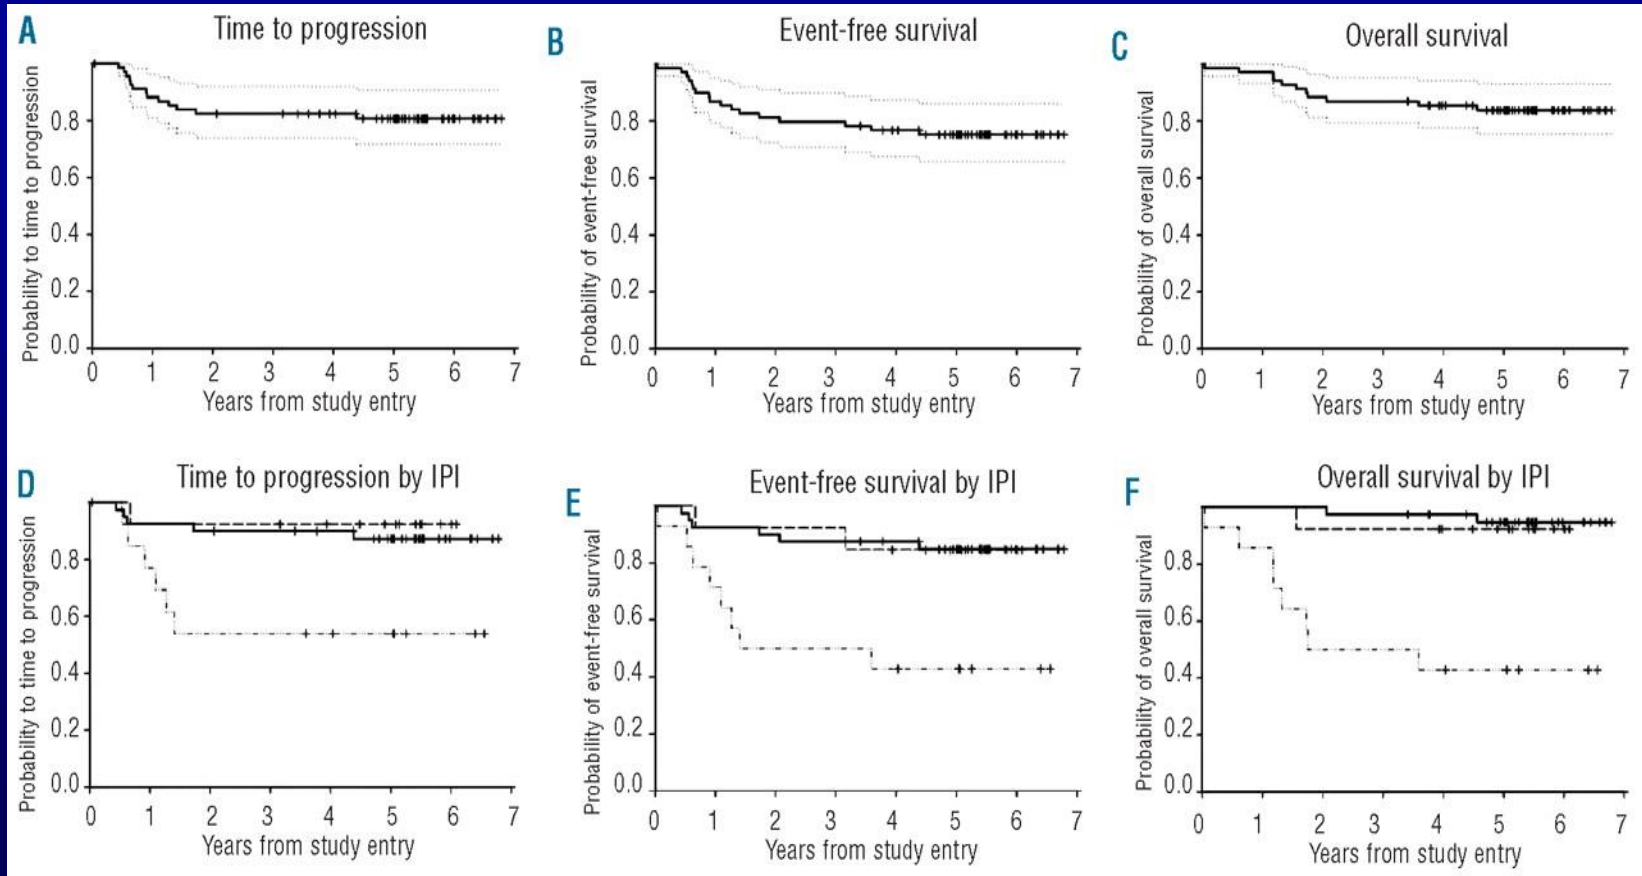 A
Time to progression
Probability to time to progression
0.8
0.6
0.4
0.2
0.0
0 1 2 3 4 5 6 7
Years from study entry
B
Event-free survival
Probability of event-free survival
0.8
0.6
0.4
0.2
0.0
0 1 2 3 4 5 6 7
Years from study entry
C
Overall survival
Probability of overall survival
0.8
0.6
0.4
0.2
0.0
0 1 2 3 4 5 6 7
Years from study entry
D
Time to progression by IPI
Probability to time to progression
0.8
0.6
0.4
0.2
0.0
0 1 2 3 4 5 6 7
Years from study entry
E
Event-free survival by IPI
Probability of event-free survival
0.8
0.6
0.4
0.2
0.0
0 1 2 3 4 5 6 7
Years from study entry
F
Overall survival by IPI
Probability of overall survival
0.8
0.6
0.4
0.2
0.0
0 1 2 3 4 5 6 7
Years from study entry